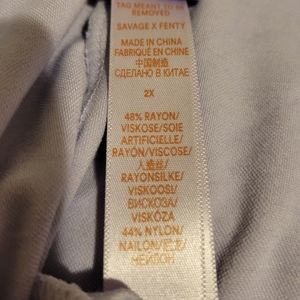 TAG MEANT TO BE
REMOVED
SAVAGE X FENTY
MADE IN CHINA
FABRIQUÉ EN CHINE
中国制造
СДЕЛАНО В КИТАЕ
2X
48% RAYON/
VISKOSE/SOIE
ARTIFICIELLE/
RAYÓN/VISCOSE/
人造丝/
RAYONSILKE/
VISKOOSI/
ВИСКОЗА/
VISKÓZA
44% NYLON/
NAILON/尼龙/
НЕЙЛОН